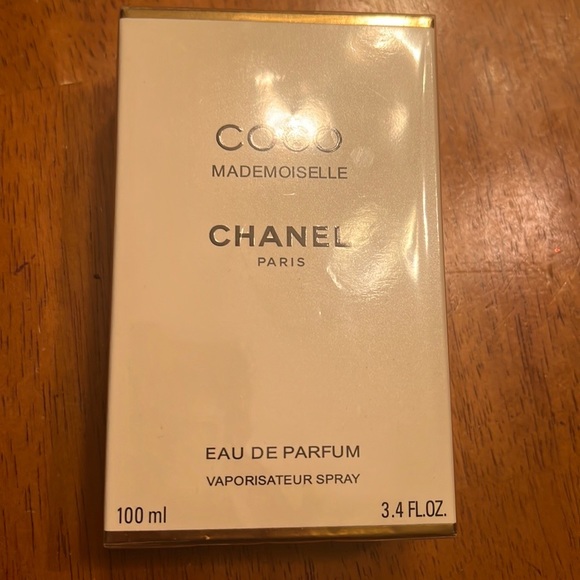 COCO
MADEMOISELLE
CHANEL
PARIS
EAU DE PARFUM
VAPORISATEUR SPRAY
100 ml 3.4 FL.OZ.